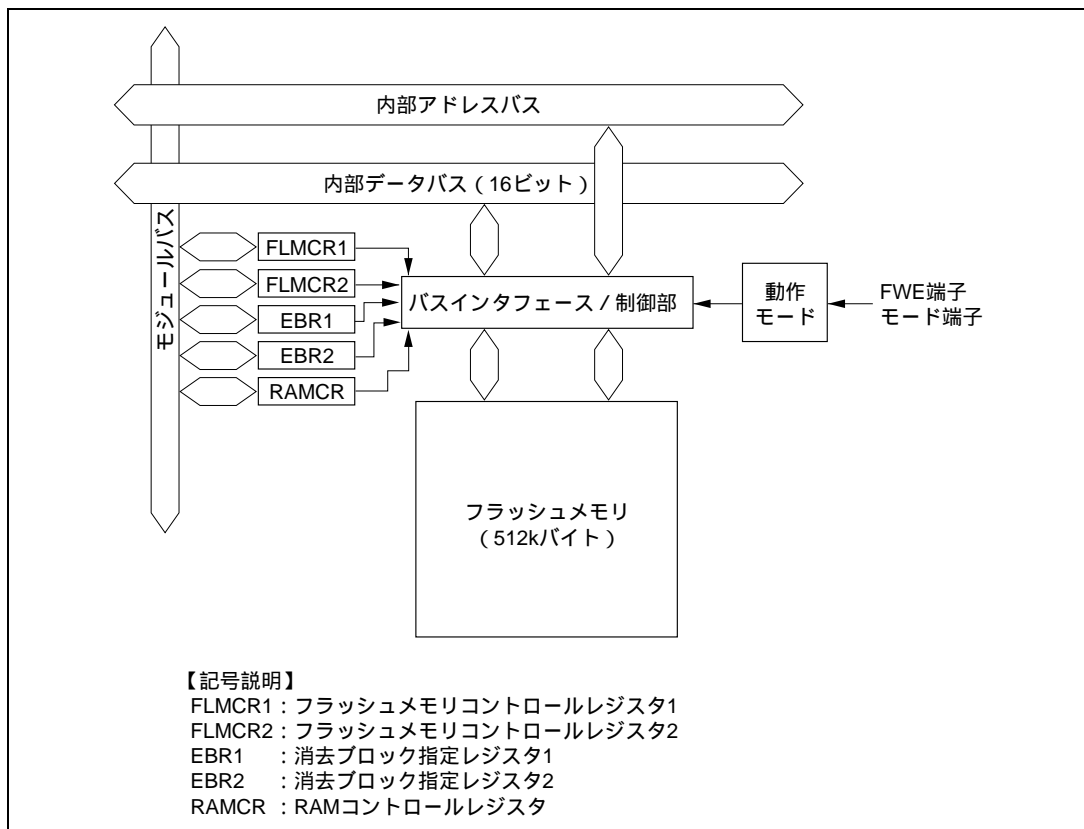 内部アドレスバス
内部データバス(16ビット)
モジュールバス
FLMCR1
FLMCR2
EBR1
EBR2
RAMCR
バスインタフェース/制御部
動作
モード
FWE端子
モード端子
フラッシュメモリ
(512kバイト)
【記号説明】
FLMCR1:フラッシュメモリコントロールレジスタ1
FLMCR2:フラッシュメモリコントロールレジスタ2
EBR1 :消去ブロック指定レジスタ1
EBR2 :消去ブロック指定レジスタ2
RAMCR :RAMコントロールレジスタ